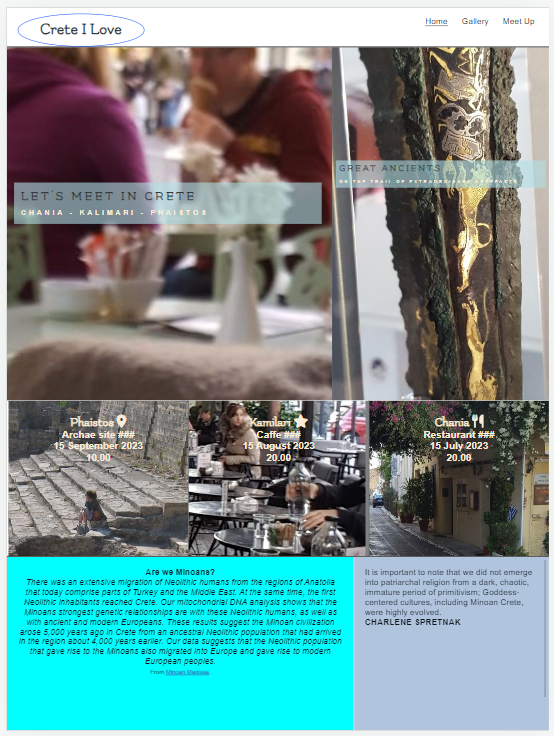 Crete I Love
Home Gallery Meet Up
GREAT ANCIENTS
ON THE TRAIL OF EXTRAORDINARY ARTEFACTS
LET'S MEET IN CRETE
CHANIA - KALIMARI - PHAISTOS
Phaistos
Archae site ###
15 September 2023
10.00
Kamilari
Caffe ###
15 August 2023
20.00
Chania
Restaurant ###
15 July 2023
20.00
Are we Minoans?
There was an extensive migration of Neolithic humans from the regions of Anatolia
that today comprise parts of Turkey and the Middle East. At the same time, the first
Neolithic inhabitants reached Crete. Our mitochondrial DNA analysis shows that the
Minoans strongest genetic relationships are with these Neolithic humans, as well as
with ancient and modern Europeans. These results suggest the Minoan civilization
arose 5,000 years ago in Crete from an ancestral Neolithic population that had arrived
in the region about 4,000 years earlier. Our data suggests that the Neolithic population
that gave rise to the Minoans also migrated into Europe and gave rise to modern
European peoples.
From Minoan Madness
It is important to note that we did not emerge
into patriarchal religion from a dark, chaotic,
immature period of primitivism; Goddess-
centered cultures, including Minoan Crete,
were highly evolved.
CHARLENE SPRETNAK